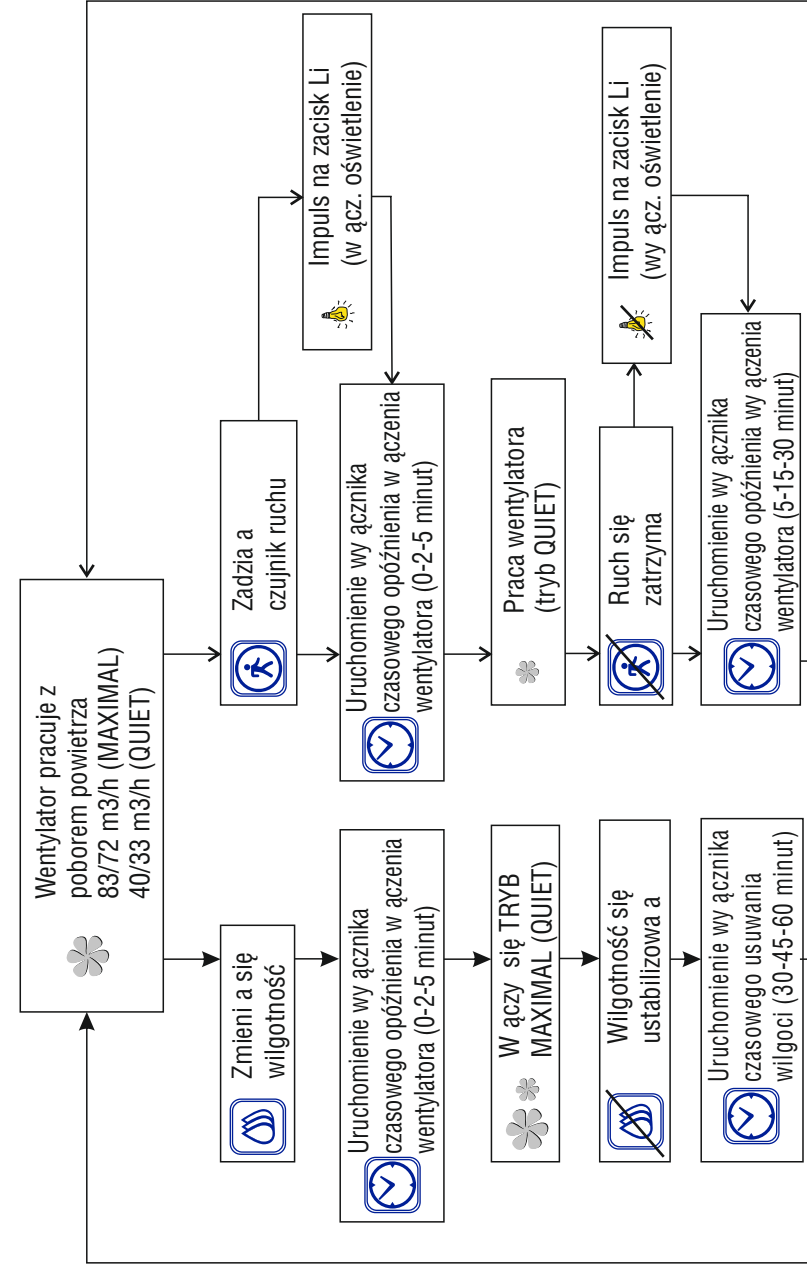 Wentylator pracuje z
poborem powietrza
83/72 m3/h (MAXIMAL)
40/33 m3/h (QUIET)
Zmieni a się
wilgotność
Uruchomienie wy ącznika
czasowego opóźnienia w ączenia
wentylatora (0-2-5 minut)
W ączy się TRYB
MAXIMAL (QUIET)
Wilgotność się
ustabilizowa a
Uruchomienie wy ącznika
czasowego usuwania
wilgoci (30-45-60 minut)
Zadzia a
czujnik ruchu
Impuls na zacisk Li
(w ącz. oświetlenie)
Uruchomienie wy ącznika
czasowego opóźnienia w ączenia
wentylatora (0-2-5 minut)
Praca wentylatora
(tryb QUIET)
Ruch się
zatrzyma
Impuls na zacisk Li
(wy ącz. oświetlenie)
Uruchomienie wy ącznika
czasowego opóźnienia wy ączenia
wentylatora (5-15-30 minut)